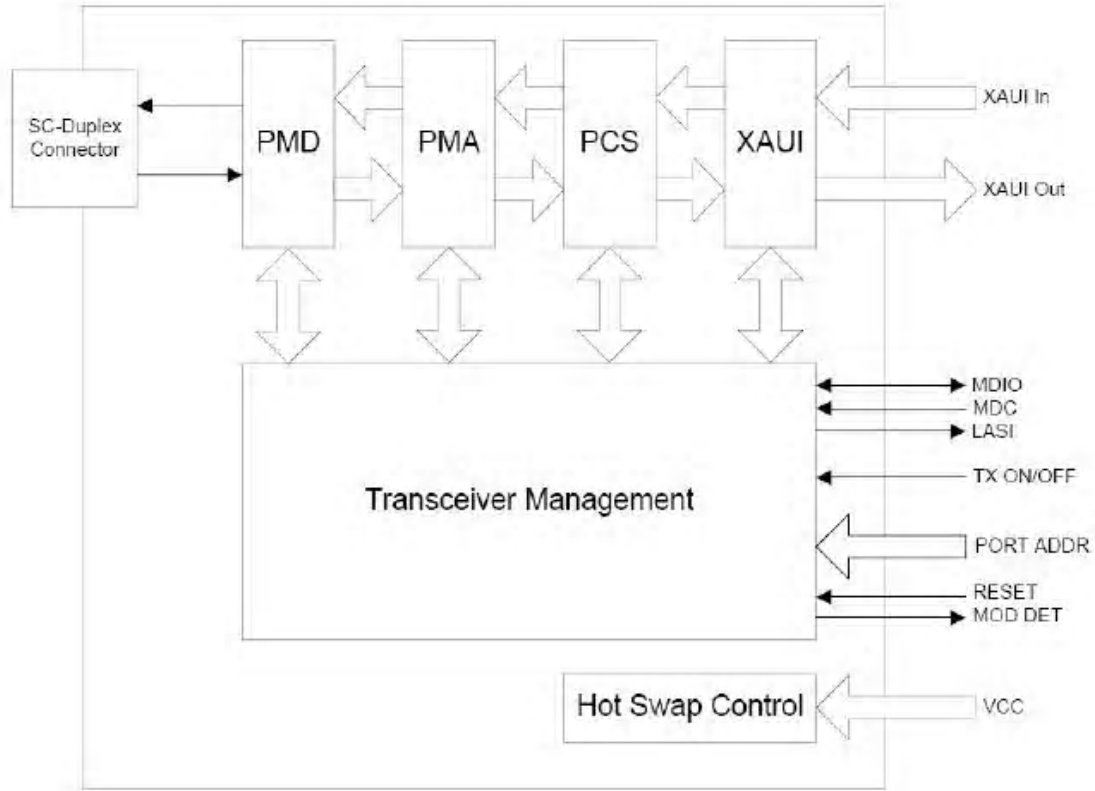 SC-Duplex
Connector
PMD
PMA
PCS
XAUI
XAUI In
XAUI Out
Transceiver Management
MDIO
MDC
LASI
TX ON/OFF
PORT ADDR
RESET
MOD DET
Hot Swap Control
VCC